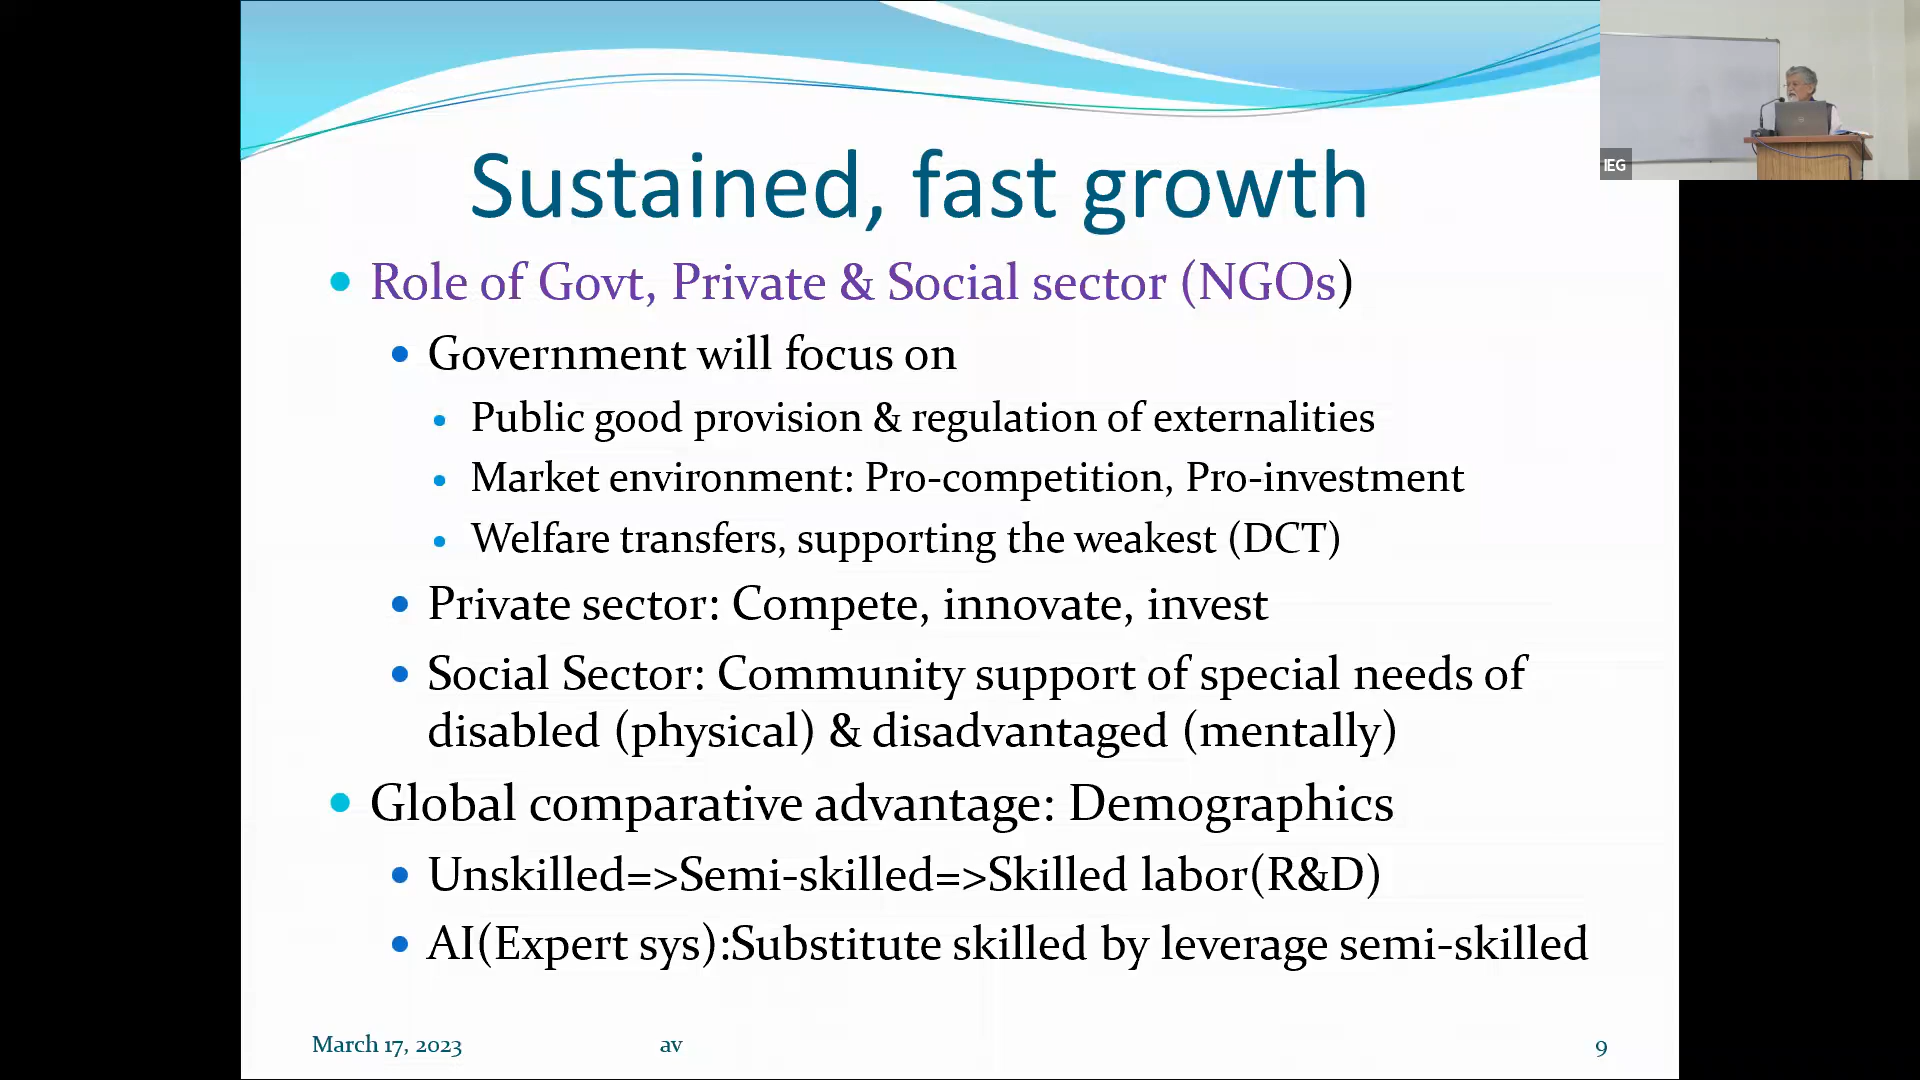 IEG
Sustained, fast growth
Role of Govt, Private & Social sector (NGOs)
Government will focus on
Public good provision & regulation of externalities
Market environment: Pro-competition, Pro-investment
Welfare transfers, supporting the weakest (DCT)
Private sector: Compete, innovate, invest
Social Sector: Community support of special needs of
disabled (physical) & disadvantaged (mentally)
Global comparative advantage: Demographics
Unskilled=>Semi-skilled=>Skilled labor(R&D)
AI(Expert sys):Substitute skilled by leverage semi-skilled
March 17, 2023
av
9